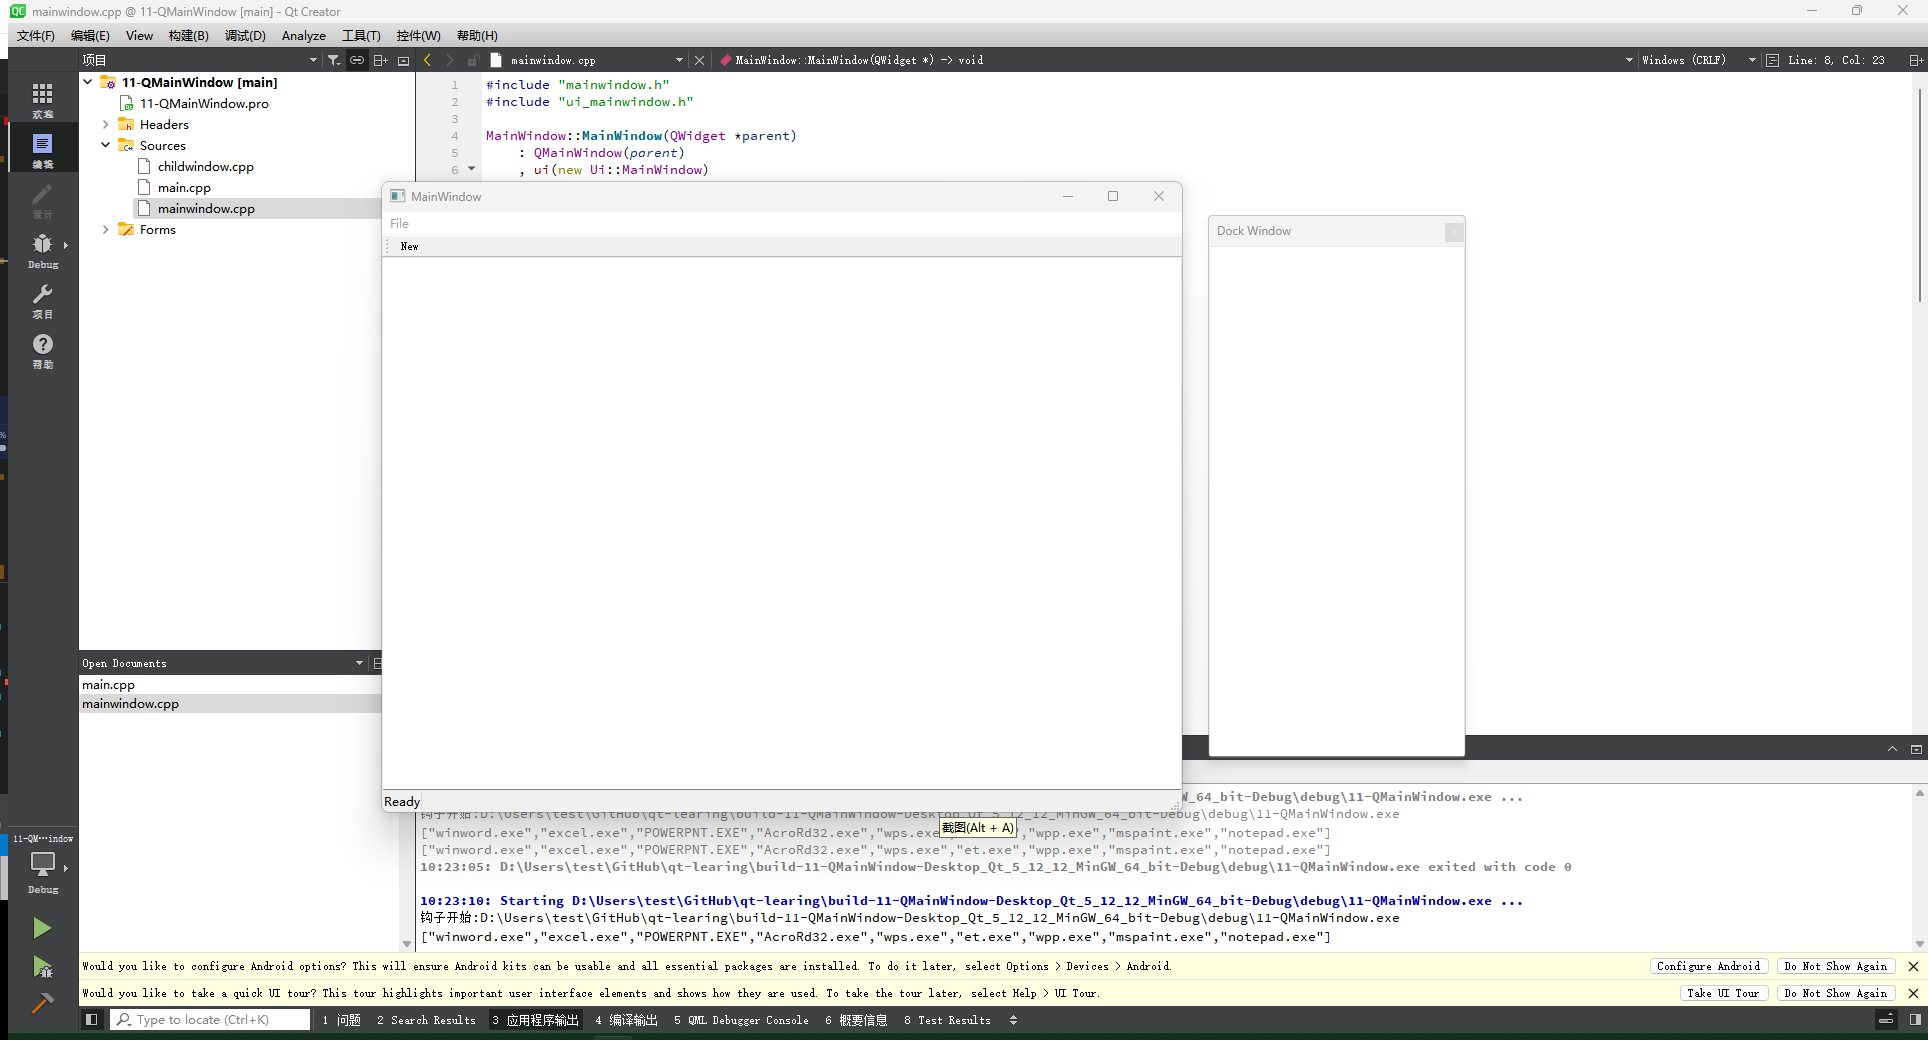 mainwindow.cpp @ 11-QMainWindow [main] - Qt Creator
文件(F) 编辑(E) View 构建(B) 调试(D) Analyze 工具(T) 控件(W) 帮助(H)
项目
mainwindow.cpp
MainWindow::MainWindow(QWidget *) -> void
Windows (CRLF)
Line: 8, Col: 23
欢迎
编辑
设计
Debug
项目
帮助
11-QMainWindow [main]
11-QMainWindow.pro
Headers
Sources
childwindow.cpp
main.cpp
mainwindow.cpp
Forms
1 #include "mainwindow.h"
2 #include "ui_mainwindow.h"
3
4 MainWindow::MainWindow(QWidget *parent)
5 : QMainWindow(parent)
6 , ui(new Ui::MainWindow)
MainWindow
File
New
Ready
Dock Window
Open Documents
main.cpp
mainwindow.cpp
W_64_bit-Debug\debug\11-QMainWindow.exe ...
钩子开始:D:\Users\test\GitHub\qt-learing\build-11-QMainWindow-Desktop_Qt_5_12_12_MinGW_64_bit-Debug\debug\11-QMainWindow.exe
["winword.exe","excel.exe","POWERPNT.EXE","AcroRd32.exe","wps.exe" ,"wpp.exe","mspaint.exe","notepad.exe"]
截图(Alt + A)
["winword.exe","excel.exe","POWERPNT.EXE","AcroRd32.exe","wps.exe","et.exe","wpp.exe","mspaint.exe","notepad.exe"]
10:23:05: D:\Users\test\GitHub\qt-learing\build-11-QMainWindow-Desktop_Qt_5_12_12_MinGW_64_bit-Debug\debug\11-QMainWindow.exe exited with code 0
10:23:10: Starting D:\Users\test\GitHub\qt-learing\build-11-QMainWindow-Desktop_Qt_5_12_12_MinGW_64_bit-Debug\debug\11-QMainWindow.exe ...
钩子开始:D:\Users\test\GitHub\qt-learing\build-11-QMainWindow-Desktop_Qt_5_12_12_MinGW_64_bit-Debug\debug\11-QMainWindow.exe
["winword.exe","excel.exe","POWERPNT.EXE","AcroRd32.exe","wps.exe","et.exe","wpp.exe","mspaint.exe","notepad.exe"]
11-QM···indow
Debug
Would you like to configure Android options? This will ensure Android kits can be usable and all essential packages are installed. To do it later, select Options > Devices > Android.
Configure Android
Do Not Show Again
Would you like to take a quick UI tour? This tour highlights important user interface elements and shows how they are used. To take the tour later, select Help > UI Tour.
Take UI Tour
Do Not Show Again
Type to locate (Ctrl+K)
1 问题 2 Search Results 3 应用程序输出 4 编译输出 5 QML Debugger Console 6 概要信息 8 Test Results